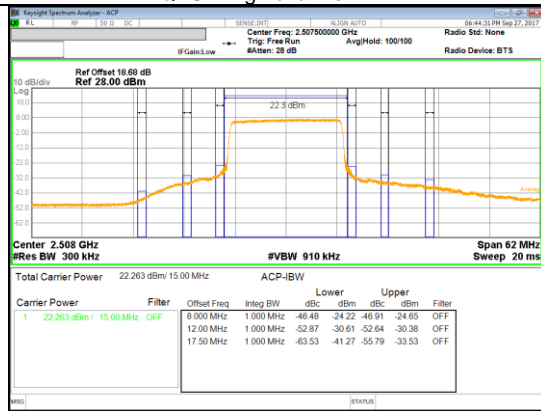 Keysight Spectrum Analyzer - ACP
RL RF 50 Ω DC SENSE:INT ALIGN AUTO 06:44:31 PM Sep 27, 2017
Center Freq: 2.507500000 GHz Radio Std: None
Trig: Free Run Avg|Hold: 100/100
IFGain:Low #Atten: 28 dB Radio Device: BTS
Ref Offset 18.68 dB
10 dB/div Ref 28.00 dBm
Log
18.0
8.00
-2.00
-12.0
-22.0
-32.0
-42.0
-52.0
-62.0
22.3 dBm
Average
Center 2.508 GHz Span 62 MHz
#Res BW 300 kHz #VBW 910 kHz Sweep 20 ms
Total Carrier Power 22.263 dBm/ 15.00 MHz ACP-IBW
Lower Upper
Carrier Power Filter Offset Freq Integ BW dBc dBm dBc dBm Filter
1 22.263 dBm / 15.00 MHz OFF 8.000 MHz 1.000 MHz -46.48 -24.22 -46.91 -24.65 OFF
12.00 MHz 1.000 MHz -52.87 -30.61 -52.64 -30.38 OFF
17.50 MHz 1.000 MHz -63.53 -41.27 -55.79 -33.53 OFF
MSG STATUS